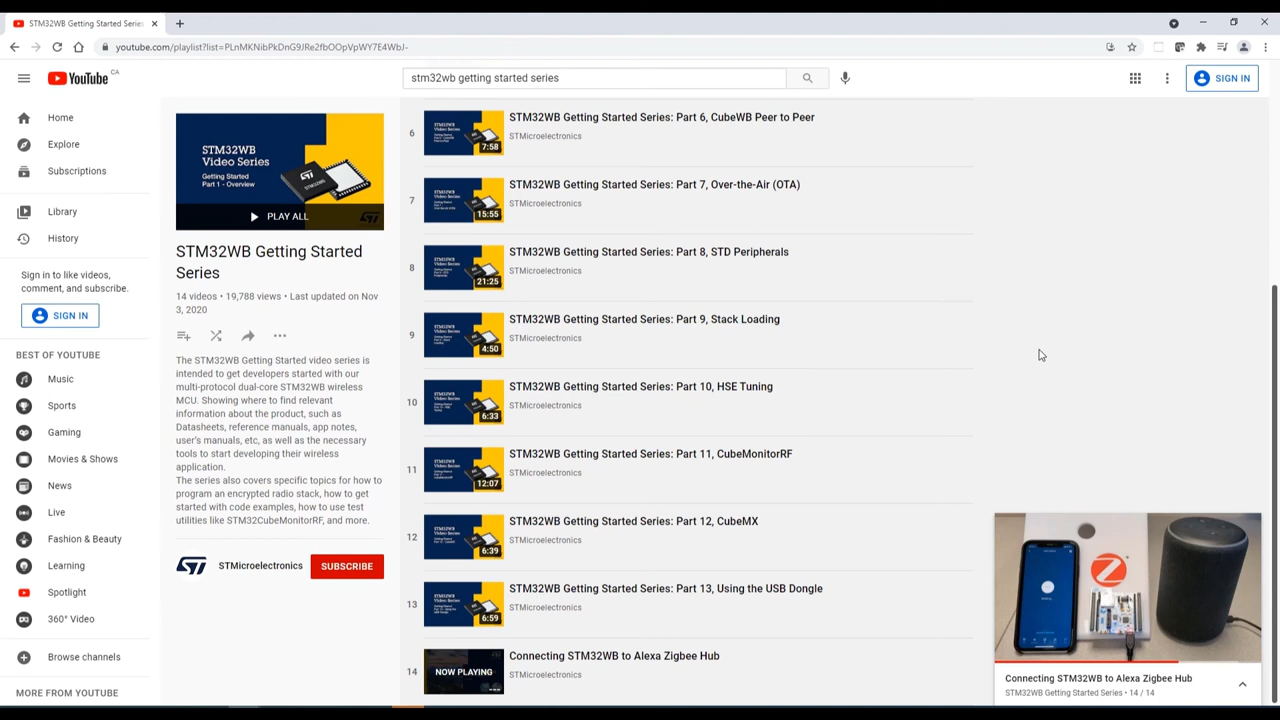 STM32WB Getting Started Series
youtube.com/playlist?list=PLnMKNibPkDnG9JRe2fbOOpVpWY7E4WbJ-
YouTube CA
stm32wb getting started series
SIGN IN
Home
Explore
Subscriptions
Library
History
Sign in to like videos,
comment, and subscribe.
SIGN IN
BEST OF YOUTUBE
Music
Sports
Gaming
Movies & Shows
News
Live
Fashion & Beauty
Learning
Spotlight
360° Video
Browse channels
MORE FROM YOUTUBE
STM32WB
Video Series
Getting Started
Part 1 - Overview
PLAY ALL
STM32WB Getting Started
Series
14 videos • 19,788 views • Last updated on Nov
3, 2020
The STM32WB Getting Started video series is
intended to get developers started with our
multi-protocol dual-core STM32WB wireless
MCU. Showing where to find relevant
information about the product, such as
Datasheets, reference manuals, app notes,
user's manuals, etc, as well as the necessary
tools to start developing their wireless
application.
The series also covers specific topics for how to
program an encrypted radio stack, how to get
started with code examples, how to use test
utilities like STM32CubeMonitorRF, and more.
STMicroelectronics
SUBSCRIBE
6
7:58
STM32WB Getting Started Series: Part 6, CubeWB Peer to Peer
STMicroelectronics
7
15:55
STM32WB Getting Started Series: Part 7, Over-the-Air (OTA)
STMicroelectronics
8
21:25
STM32WB Getting Started Series: Part 8, STD Peripherals
STMicroelectronics
9
4:50
STM32WB Getting Started Series: Part 9, Stack Loading
STMicroelectronics
10
6:33
STM32WB Getting Started Series: Part 10, HSE Tuning
STMicroelectronics
11
12:07
STM32WB Getting Started Series: Part 11, CubeMonitorRF
STMicroelectronics
12
6:39
STM32WB Getting Started Series: Part 12, CubeMX
STMicroelectronics
13
6:59
STM32WB Getting Started Series: Part 13, Using the USB Dongle
STMicroelectronics
14
NOW PLAYING
Connecting STM32WB to Alexa Zigbee Hub
STMicroelectronics
Connecting STM32WB to Alexa Zigbee Hub
STM32WB Getting Started Series • 14 / 14